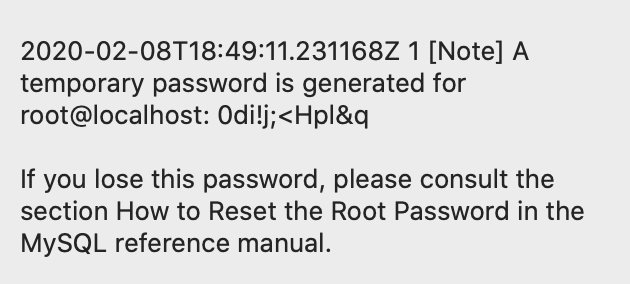 2020-02-08T18:49:11.231168Z 1 [Note] A
temporary password is generated for
root@localhost: 0di!j;<Hpl&q
If you lose this password, please consult the
section How to Reset the Root Password in the
MySQL reference manual.